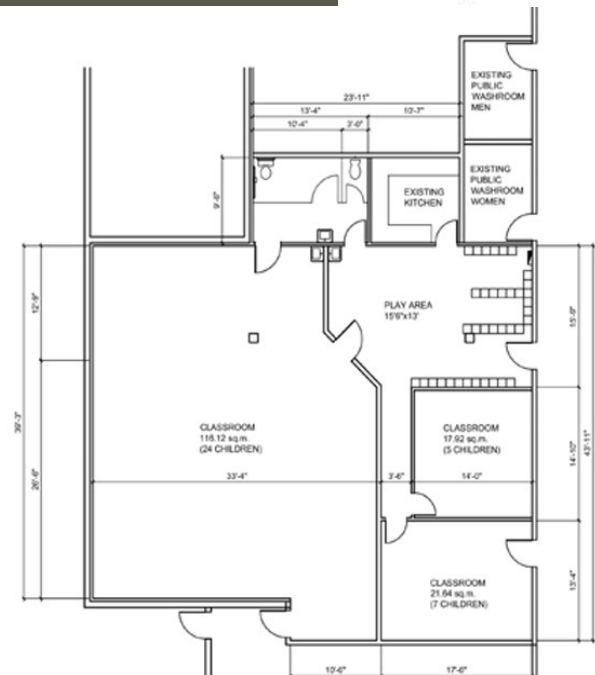 EXISTING
PUBLIC
WASHROOM
MEN
23'-11"
13'-4"
10'-7"
10'-4"
3'-0"
EXISTING
PUBLIC
WASHROOM
WOMEN
EXISTING
KITCHEN
9'-6"
PLAY AREA
15'6"x13'
12'-9"
15'-9"
39'-3"
CLASSROOM
116.12 sq.m.
(24 CHILDREN)
CLASSROOM
17.92 sq.m.
(5 CHILDREN)
26'-6"
33'-4"
3'-6"
14'-0"
14'-10"
43'-11"
CLASSROOM
21.64 sq.m.
(7 CHILDREN)
13'-4"
10'-6"
17'-6"